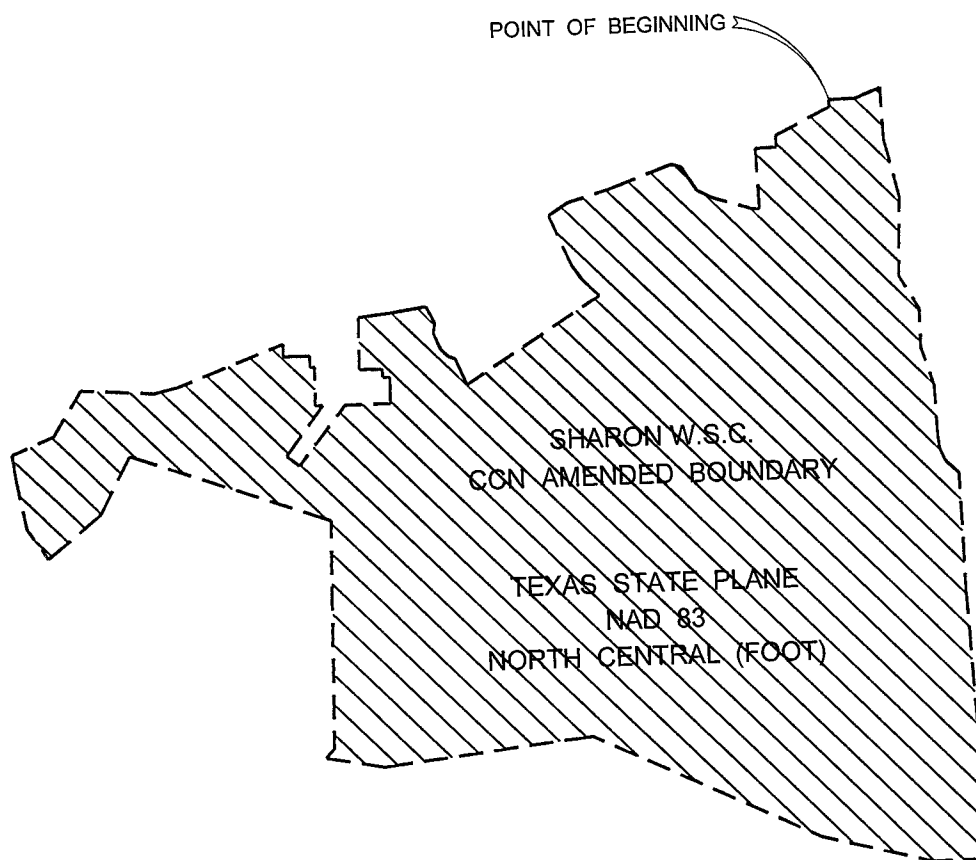 POINT OF BEGINNING
SHARON W.S.C.
CCN AMENDED BOUNDARY
TEXAS STATE PLANE
NAD 83
NORTH CENTRAL (FOOT)